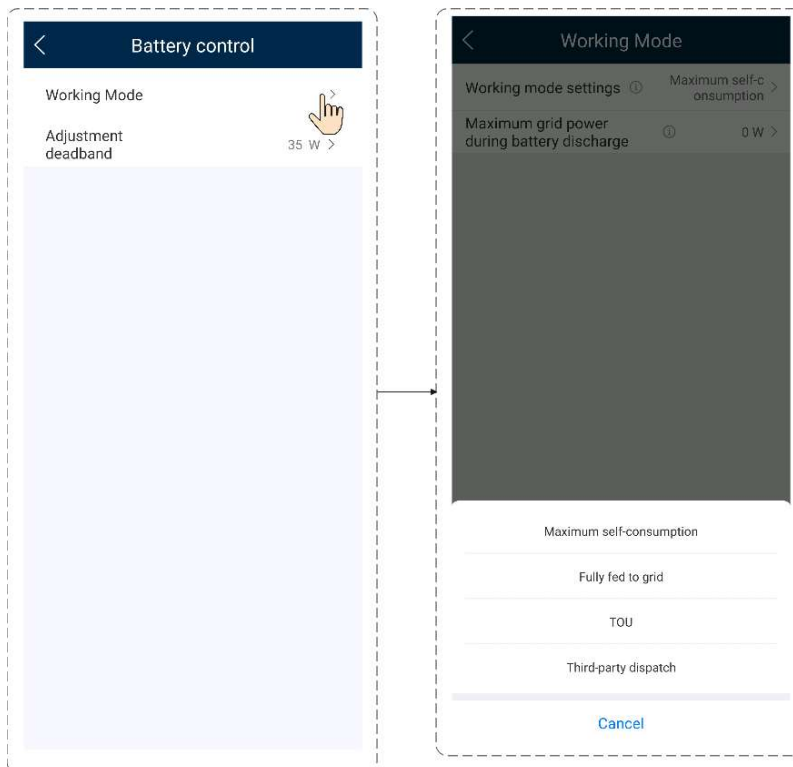 Battery control
Working Mode
Adjustment
deadband
35 W
Working Mode
Working mode settings
Maximum self-c
onsumption
Maximum grid power
during battery discharge
0 W
Maximum self-consumption
Fully fed to grid
TOU
Third-party dispatch
Cancel